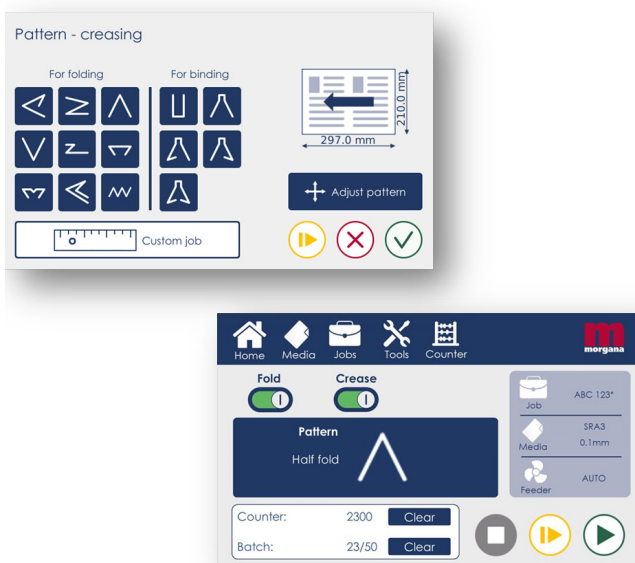 Pattern - creasing
For folding
For binding
210.0 mm
297.0 mm
Adjust pattern
Custom job
Home
Media
Jobs
Tools
Counter
morgana
Fold
Crease
Pattern
Half fold
Job
ABC 123*
Media
SRA3
0.1mm
Feeder
AUTO
Counter:
2300
Clear
Batch:
23/50
Clear